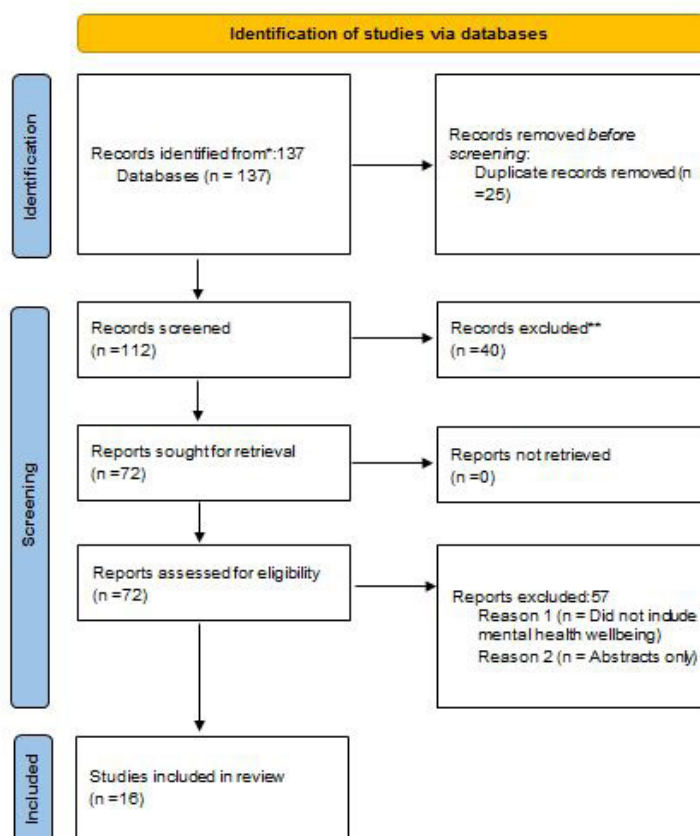 Identification of studies via databases
Identification
Records identified from*:137
Databases (n = 137)
Records removed before
screening:
Duplicate records removed (n
=25)
Screening
Records screened
(n =112)
Records excluded**
(n =40)
Reports sought for retrieval
(n =72)
Reports not retrieved
(n =0)
Reports assessed for eligibility
(n =72)
Reports excluded:57
Reason 1 (n = Did not include
mental health wellbeing)
Reason 2 (n = Abstracts only)
Included
Studies included in review
(n =16)